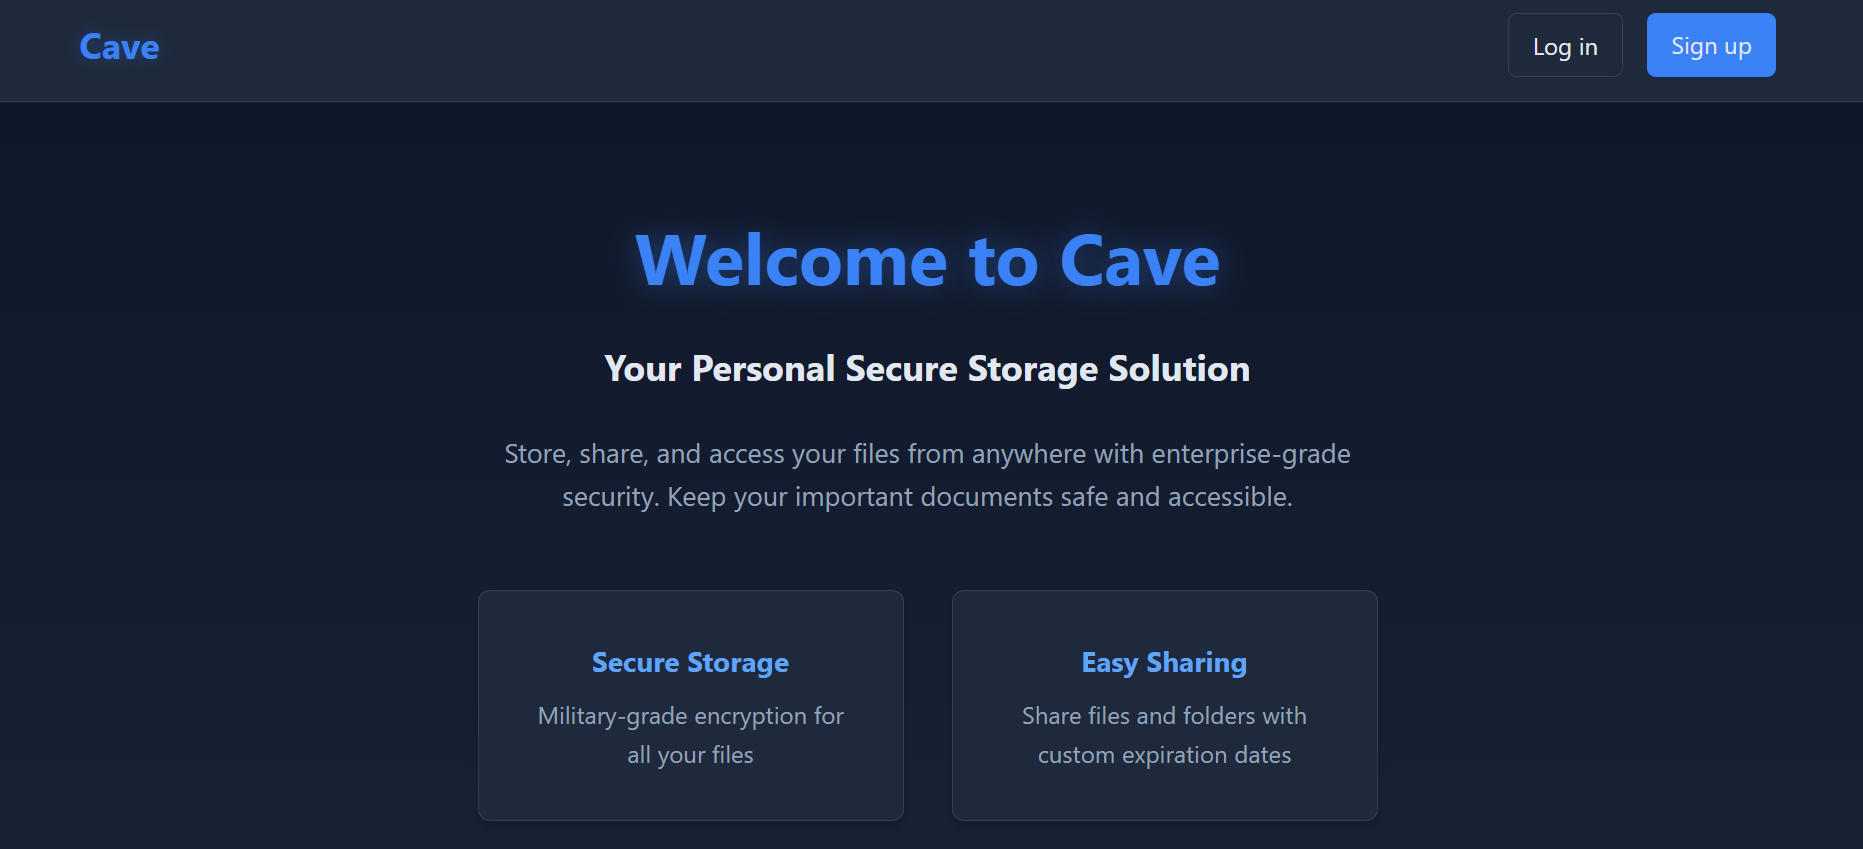 Cave
Log in
Sign up
Welcome to Cave
Your Personal Secure Storage Solution
Store, share, and access your files from anywhere with enterprise-grade
security. Keep your important documents safe and accessible.
Secure Storage
Military-grade encryption for
all your files
Easy Sharing
Share files and folders with
custom expiration dates